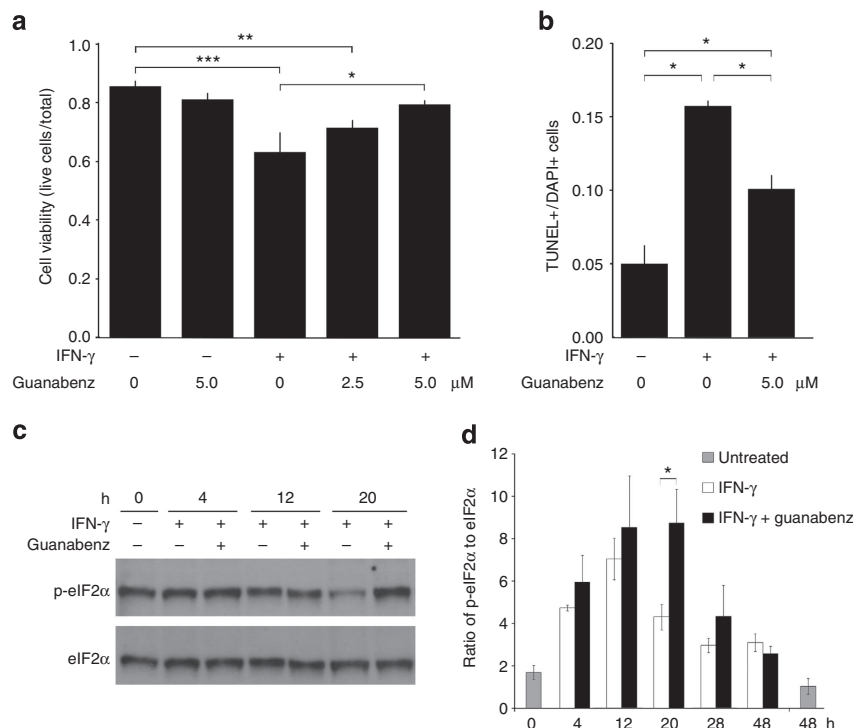 a
**
***
*
Cell viability (live cells/total)
1.0
0.8
0.6
0.4
0.2
0.0
IFN-γ – – + + +
Guanabenz 0 5.0 0 2.5 5.0 μM
b
*
* *
TUNEL+/DAPI+ cells
0.20
0.15
0.10
0.05
0.00
IFN-γ – + +
Guanabenz 0 0 5.0 μM
c
h 0 4 12 20
IFN-γ – + + + + + +
Guanabenz – – + – + – +
p-eIF2α
eIF2α
d
Ratio of p-eIF2α to eIF2α
12
10
8
6
4
2
0
*
Untreated
IFN-γ
IFN-γ + guanabenz
0 4 12 20 28 48 48 h